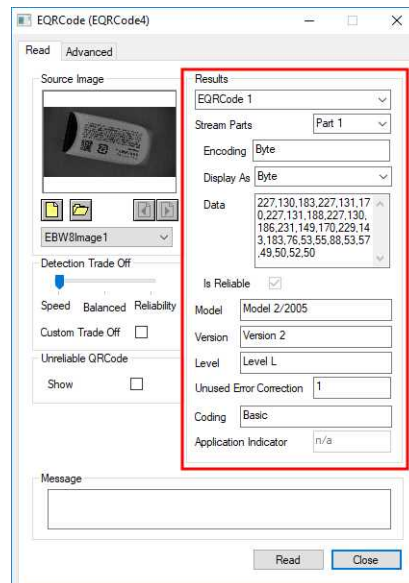 EQRCode (EQRCode4)
Read Advanced
Source Image
EBW8Image1
Detection Trade Off
Speed Balanced Reliability
Custom Trade Off
Unreliable QRCode
Show
Results
EQRCode 1
Stream Parts Part 1
Encoding Byte
Display As Byte
Data 227,130,183,227,131,17
0,227,131,188,227,130,
186,231,149,170,229,14
3,183,76,53,55,88,53,57
,49,50,52,50
Is Reliable
Model Model 2/2005
Version Version 2
Level Level L
Unused Error Correction 1
Coding Basic
Application Indicator n/a
Message
Read Close